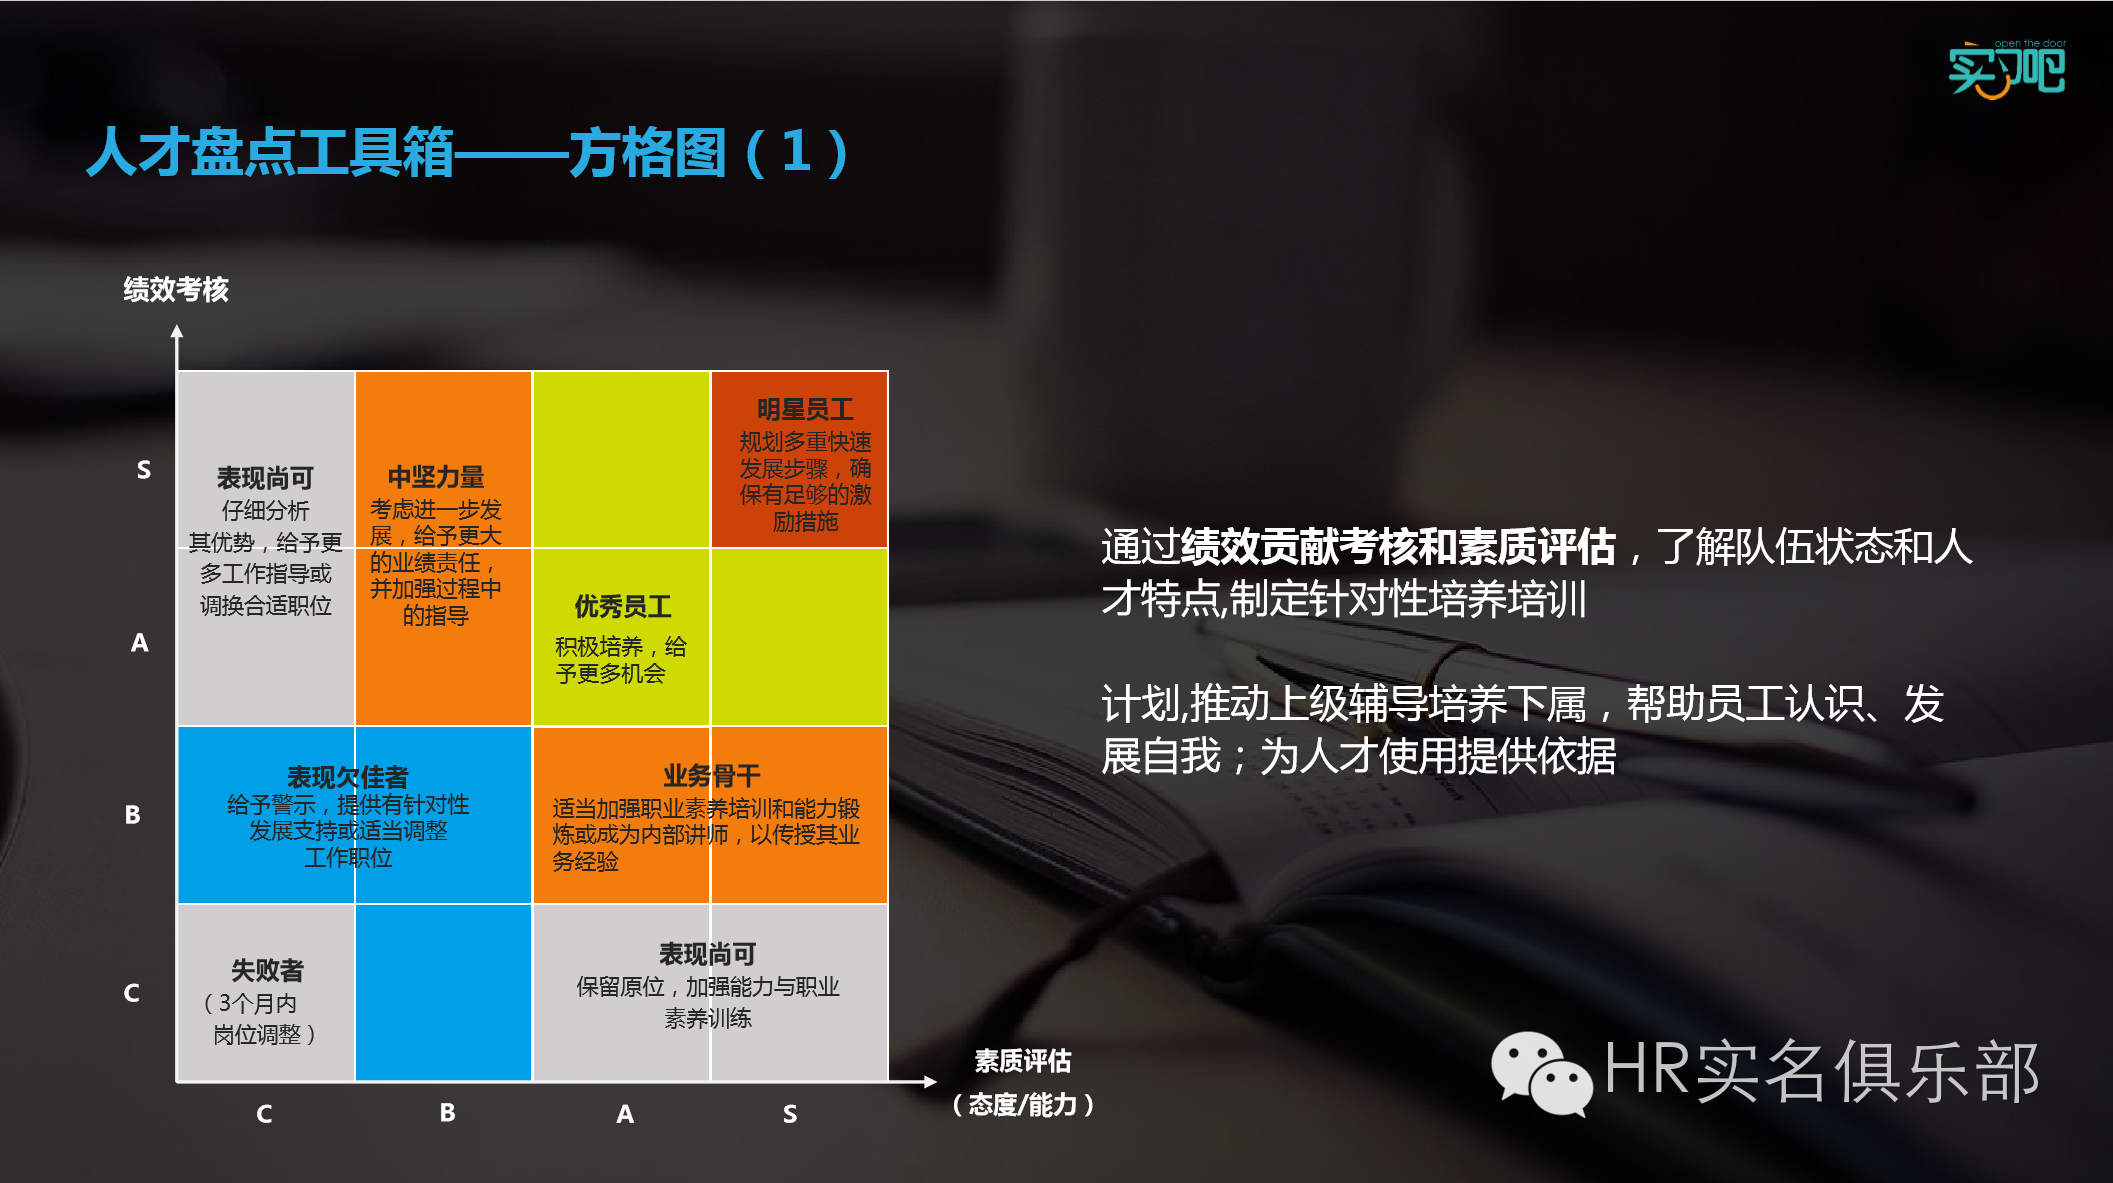 open the door
实习吧
人才盘点工具箱——方格图（1）
绩效考核
S
A
B
C
表现尚可
仔细分析
其优势，给予更
多工作指导或
调换合适职位
中坚力量
考虑进一步发
展，给予更大
的业绩责任，
并加强过程中
的指导
明星员工
规划多重快速
发展步骤，确
保有足够的激
励措施
优秀员工
积极培养，给
予更多机会
表现欠佳者
给予警示，提供有针对性
发展支持或适当调整
工作职位
业务骨干
适当加强职业素养培训和能力锻
炼或成为内部讲师，以传授其业
务经验
失败者
（3个月内
岗位调整）
表现尚可
保留原位，加强能力与职业
素养训练
C
B
A
S
素质评估
（态度/能力）
通过绩效贡献考核和素质评估，了解队伍状态和人
才特点,制定针对性培养培训
计划,推动上级辅导培养下属，帮助员工认识、发
展自我；为人才使用提供依据
HR实名俱乐部